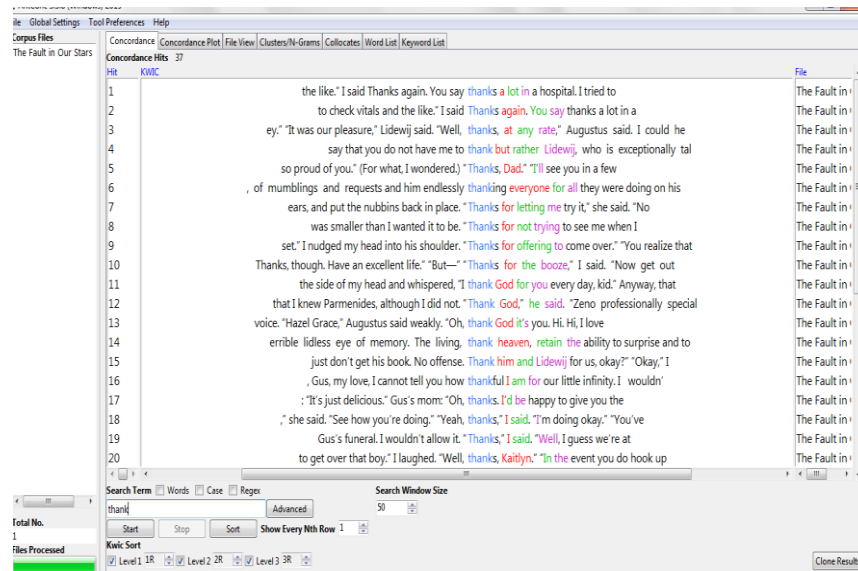 ile Global Settings Tool Preferences Help
Corpus Files
The Fault in Our Stars
Concordance Concordance Plot File View Clusters/N-Grams Collocates Word List Keyword List
Concordance Hits 37
Hit KWIC File
1 the like." I said Thanks again. You say thanks a lot in a hospital. I tried to The Fault in
2 to check vitals and the like." I said Thanks again. You say thanks a lot in a The Fault in
3 ey." "It was our pleasure," Lidewij said. "Well, thanks, at any rate," Augustus said. I could he The Fault in
4 say that you do not have me to thank but rather Lidewij, who is exceptionally tal The Fault in
5 so proud of you." (For what, I wondered.) "Thanks, Dad." "I'll see you in a few The Fault in
6 , of mumblings and requests and him endlessly thanking everyone for all they were doing on his The Fault in
7 ears, and put the nubbins back in place. "Thanks for letting me try it," she said. "No The Fault in
8 was smaller than I wanted it to be. "Thanks for not trying to see me when I The Fault in
9 set." I nudged my head into his shoulder. "Thanks for offering to come over." "You realize that The Fault in
10 Thanks, though. Have an excellent life." "But—" "Thanks for the booze," I said. "Now get out The Fault in
11 the side of my head and whispered, "I thank God for you every day, kid." Anyway, that The Fault in
12 that I knew Parmenides, although I did not. "Thank God," he said. "Zeno professionally special The Fault in
13 voice. "Hazel Grace," Augustus said weakly. "Oh, thank God it's you. Hi. Hi, I love The Fault in
14 errible lidless eye of memory. The living, thank heaven, retain the ability to surprise and to The Fault in
15 just don't get his book. No offense. Thank him and Lidewij for us, okay?" "Okay," I The Fault in
16 , Gus, my love, I cannot tell you how thankful I am for our little infinity. I wouldn' The Fault in
17 : "It's just delicious." Gus's mom: "Oh, thanks. I'd be happy to give you the The Fault in
18 ," she said. "See how you're doing." "Yeah, thanks," I said. "I'm doing okay." "You've The Fault in
19 Gus's funeral. I wouldn't allow it. "Thanks," I said. "Well, I guess we're at The Fault in
20 to get over that boy." I laughed. "Well, thanks, Kaitlyn." "In the event you do hook up The Fault in
Search Term Words Case Regex Search Window Size
thank Advanced 50
Total No.
1
Start Stop Sort Show Every Nth Row 1
Files Processed
Kwic Sort
Level 1 1R Level 2 2R Level 3 3R Clone Result